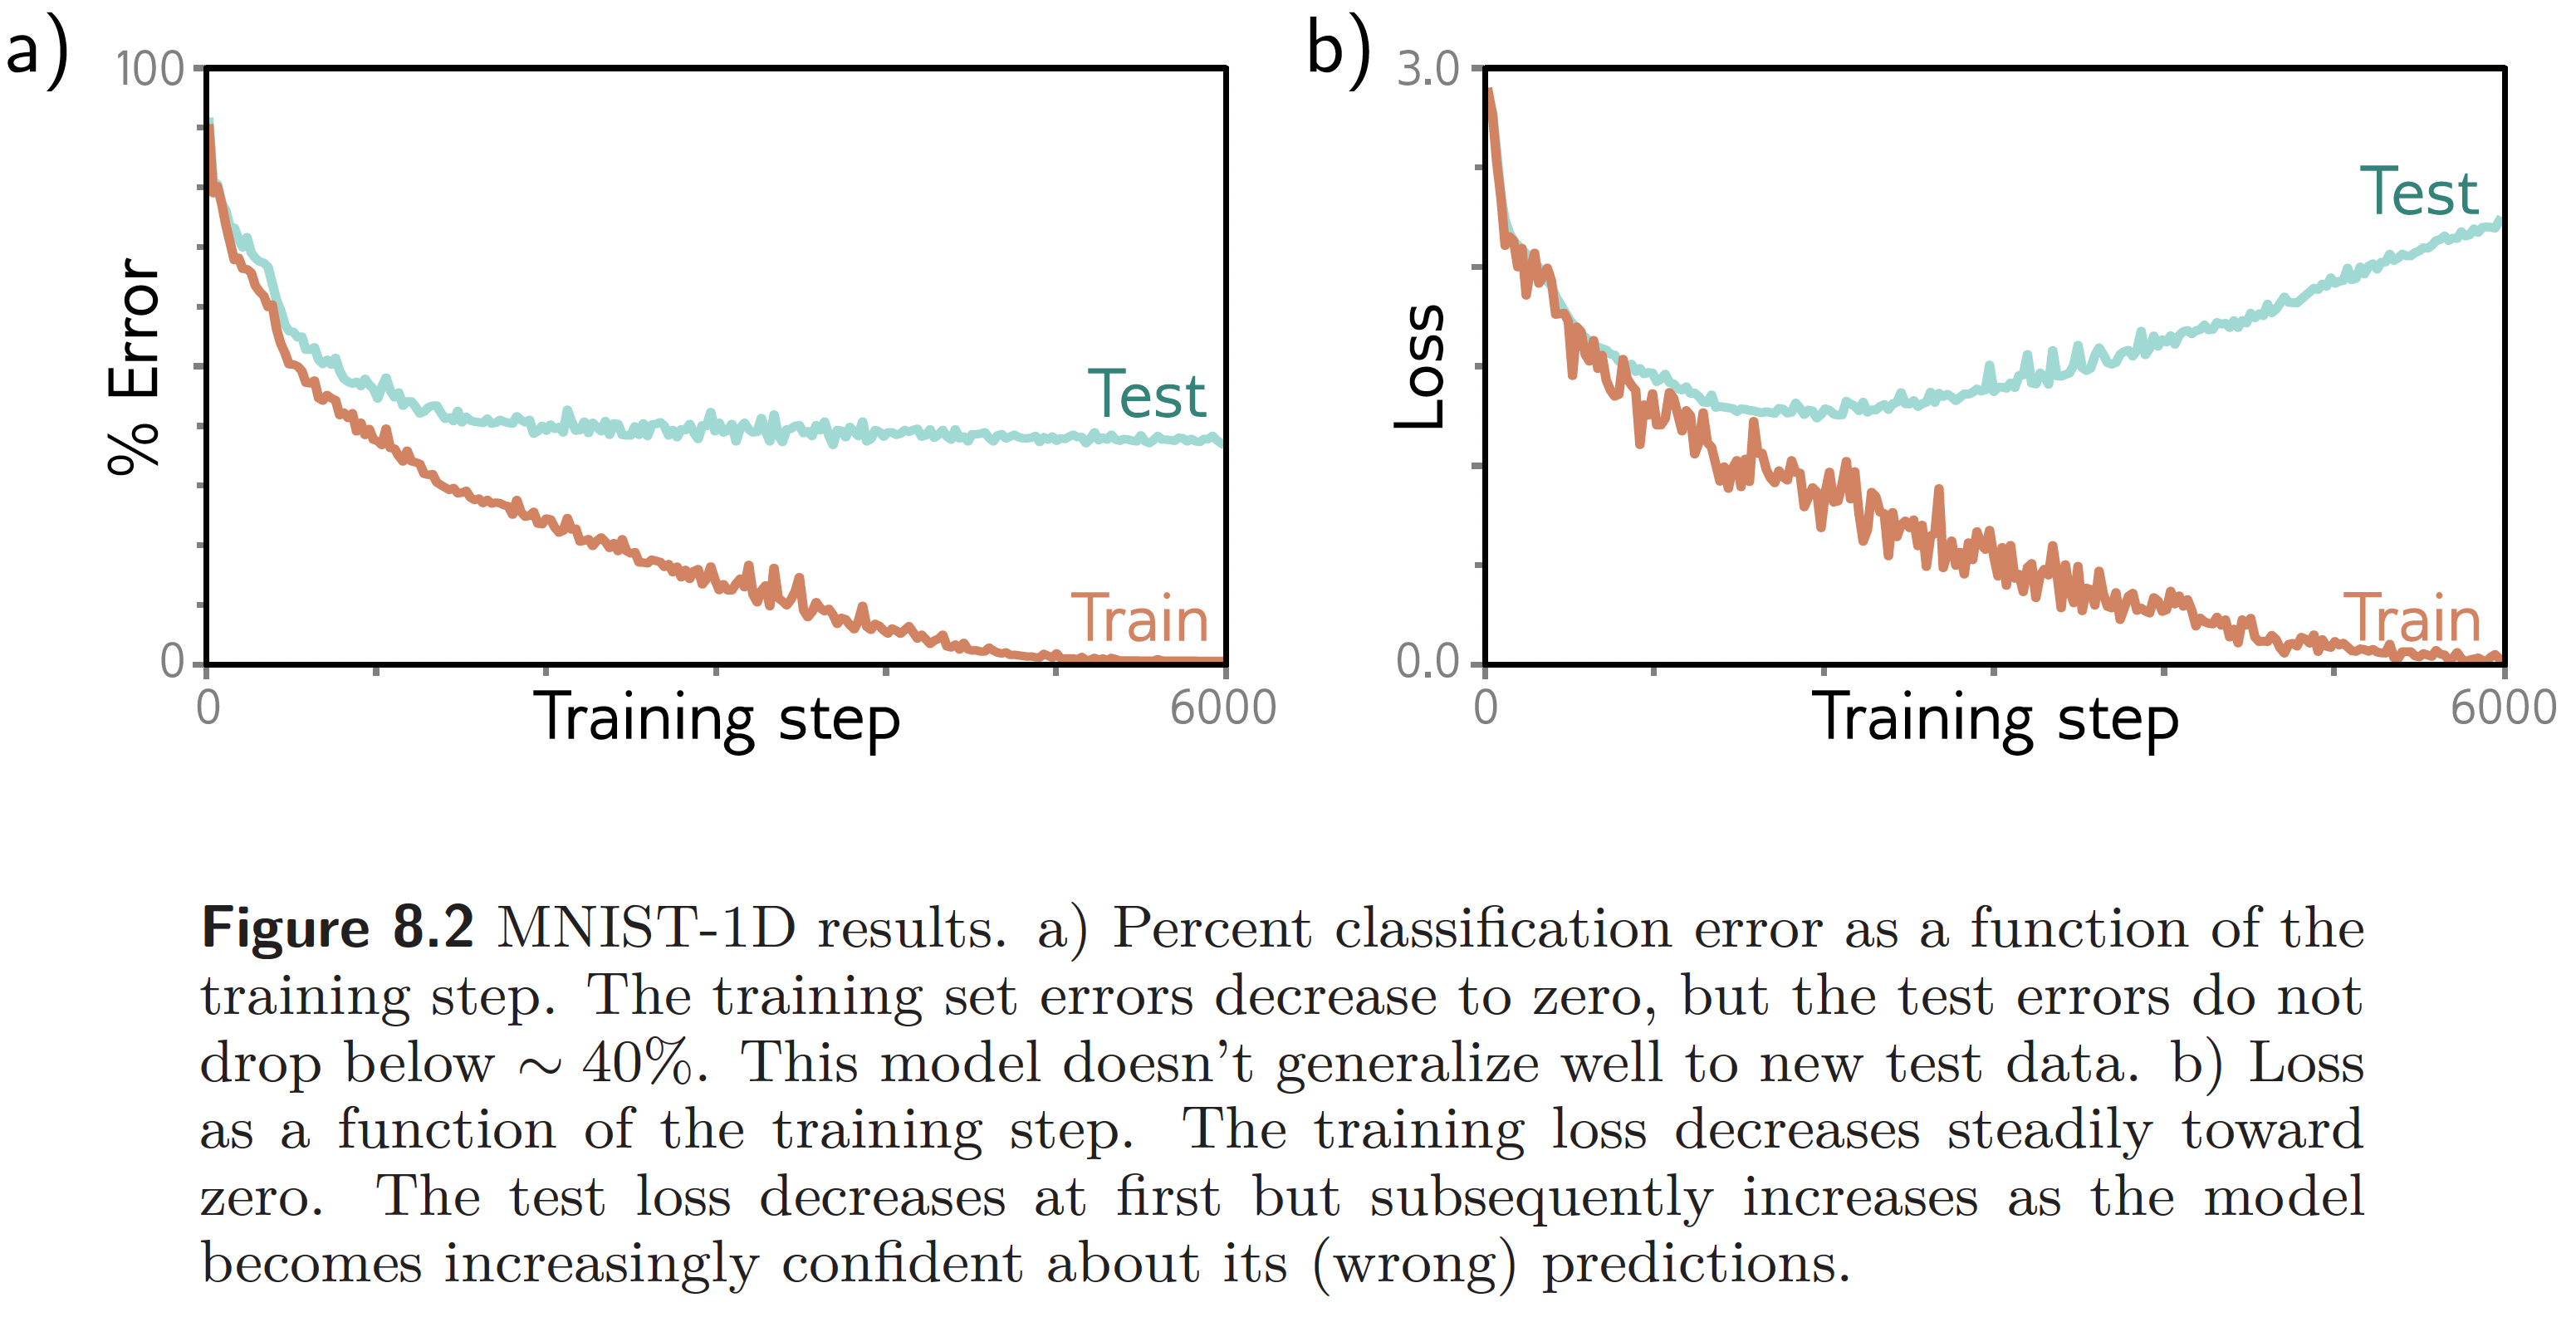 a)
100
% Error
Test
Train
0
0
Training step
6000
b)
3.0
Loss
Test
Train
0.0
0
Training step
6000
Figure 8.2 MNIST-1D results. a) Percent classification error as a function of the
training step. The training set errors decrease to zero, but the test errors do not
drop below ∼ 40%. This model doesn't generalize well to new test data. b) Loss
as a function of the training step. The training loss decreases steadily toward
zero. The test loss decreases at first but subsequently increases as the model
becomes increasingly confident about its (wrong) predictions.